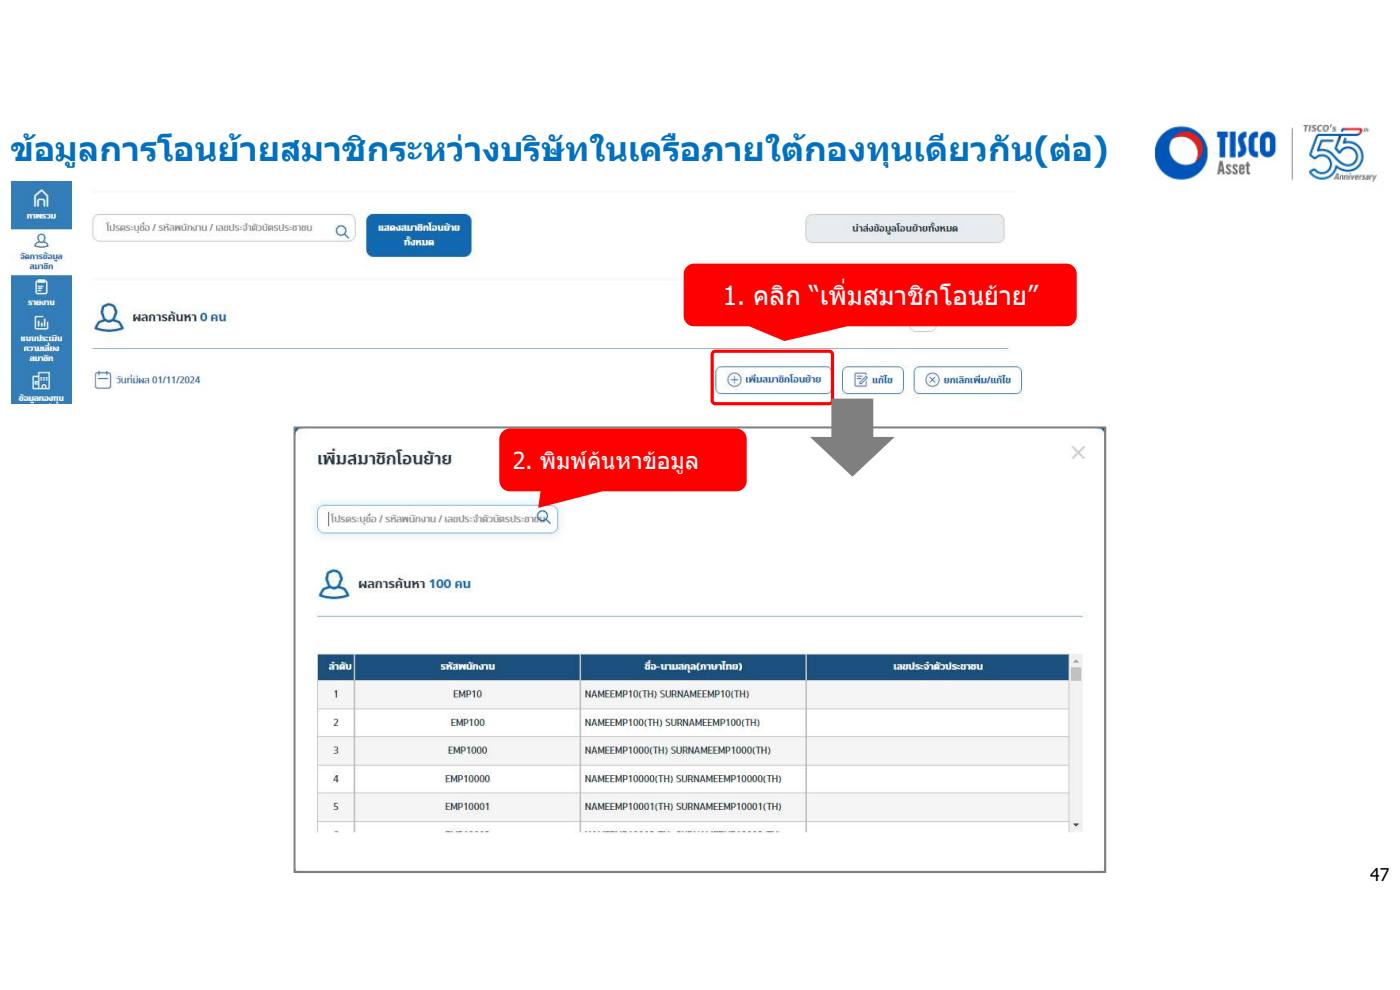 ข้อมูลการโอนย้ายสมาชิกระหว่างบริษัทในเครือภายใต้กองทุนเดียวกัน(ต่อ)
TISCO
Asset
TISCO's
th
55
Anniversary
ภาพรวม
จัดการข้อมูล
สมาชิก
รายงาน
แบบประเมิน
ความเสี่ยง
สมาชิก
ข้อมูลกองทุน
โปรดระบุชื่อ / รหัสพนักงาน / เลขประจำตัวบัตรประชาชน
แสดงสมาชิกโอนย้าย
ทั้งหมด
นำส่งข้อมูลโอนย้ายทั้งหมด
1. คลิก “เพิ่มสมาชิกโอนย้าย”
ผลการค้นหา 0 คน
วันที่มีผล 01/11/2024
เพิ่มสมาชิกโอนย้าย
แก้ไข
ยกเลิกเพิ่ม/แก้ไข
เพิ่มสมาชิกโอนย้าย
2. พิมพ์ค้นหาข้อมูล
โปรดระบุชื่อ / รหัสพนักงาน / เลขประจำตัวบัตรประชาชน
ผลการค้นหา 100 คน
ลำดับ รหัสพนักงาน ชื่อ-นามสกุล(ภาษาไทย) เลขประจำตัวประชาชน
1 EMP10 NAMEEMP10(TH) SURNAMEEMP10(TH)
2 EMP100 NAMEEMP100(TH) SURNAMEEMP100(TH)
3 EMP1000 NAMEEMP1000(TH) SURNAMEEMP1000(TH)
4 EMP10000 NAMEEMP10000(TH) SURNAMEEMP10000(TH)
5 EMP10001 NAMEEMP10001(TH) SURNAMEEMP10001(TH)
47